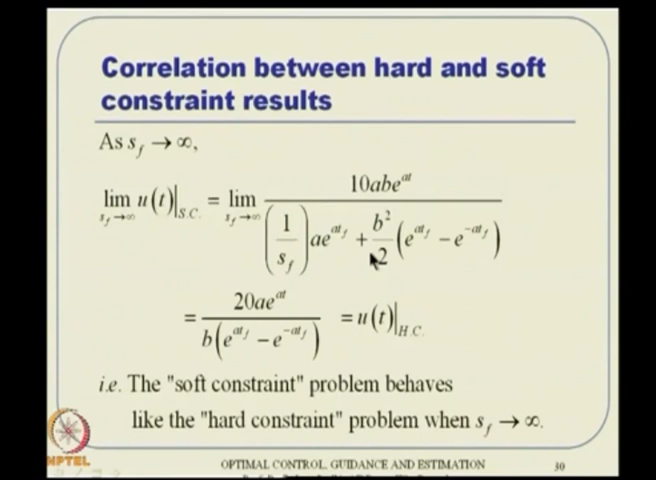 Correlation between hard and soft
constraint results
As s_f → ∞,
lim_{s_f→∞} u(t)|_{S.C.} = lim_{s_f→∞} 10abe^{at} / ((1/s_f) ae^{at_f} + b²/2 (e^{at_f} − e^{−at_f}))
= 20ae^{at} / b(e^{at_f} − e^{−at_f}) = u(t)|_{H.C.}
i.e. The "soft constraint" problem behaves
like the "hard constraint" problem when s_f → ∞.
NPTEL
OPTIMAL CONTROL, GUIDANCE AND ESTIMATION
30